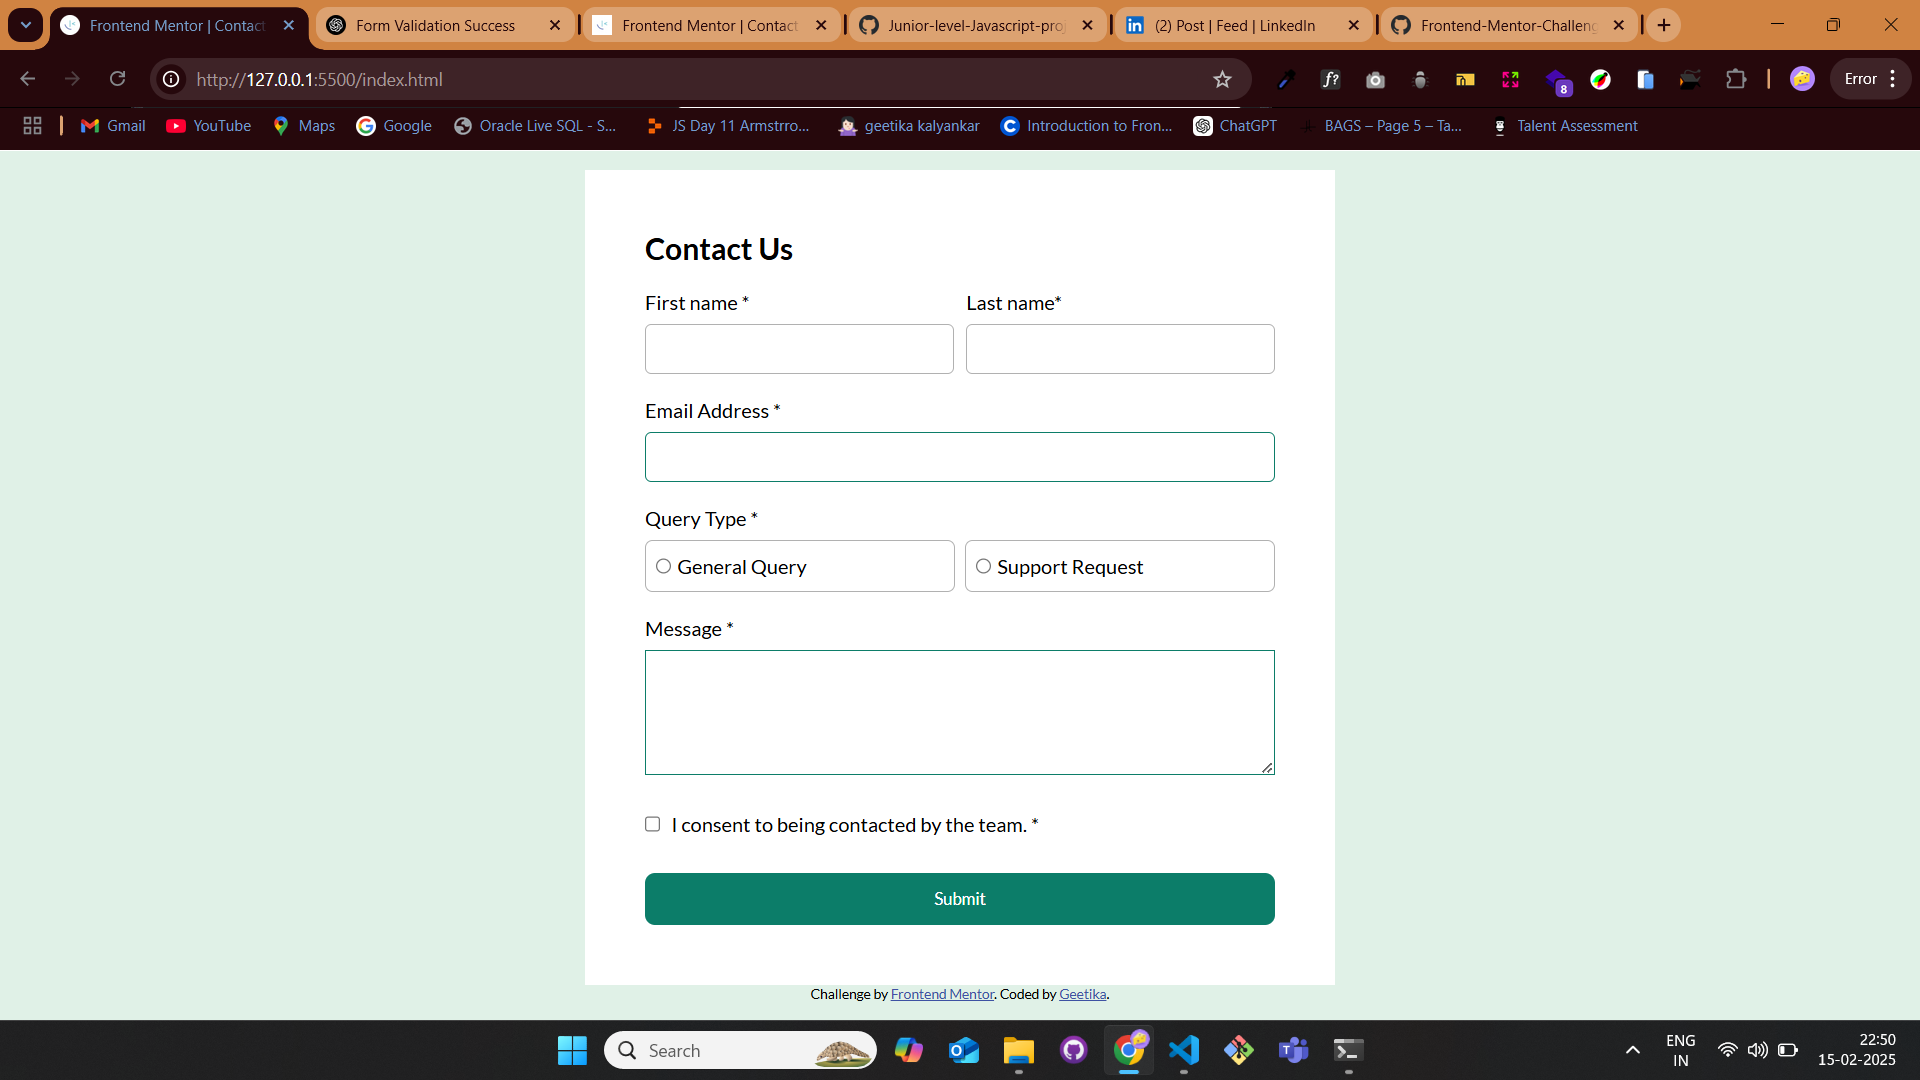 Frontend Mentor | Contact
Form Validation Success
Frontend Mentor | Contact
Junior-level-Javascript-proj
(2) Post | Feed | LinkedIn
Frontend-Mentor-Challeng
http://127.0.0.1:5500/index.html
f?
8
Error
Gmail
YouTube
Maps
Google
Oracle Live SQL - S...
JS Day 11 Armstrro...
geetika kalyankar
Introduction to Fron...
ChatGPT
BAGS – Page 5 – Ta...
Talent Assessment
Contact Us
First name *
Last name*
Email Address *
Query Type *
General Query
Support Request
Message *
I consent to being contacted by the team. *
Submit
Challenge by Frontend Mentor. Coded by Geetika.
Search
ENG
IN
22:50
15-02-2025